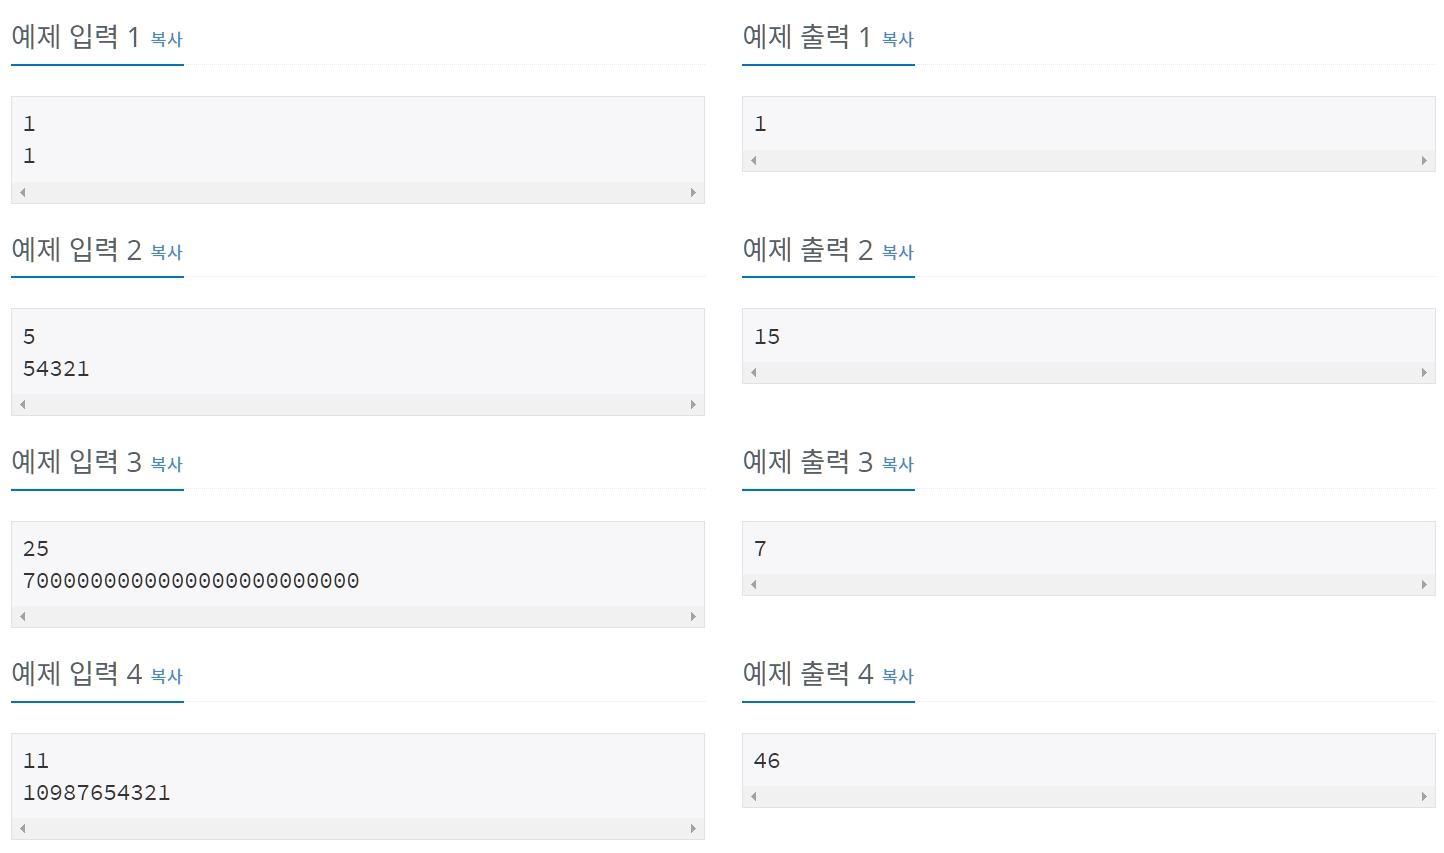 예제 입력 1 복사
1
1
예제 출력 1 복사
1
예제 입력 2 복사
5
54321
예제 출력 2 복사
15
예제 입력 3 복사
25
7000000000000000000000000
예제 출력 3 복사
7
예제 입력 4 복사
11
10987654321
예제 출력 4 복사
46